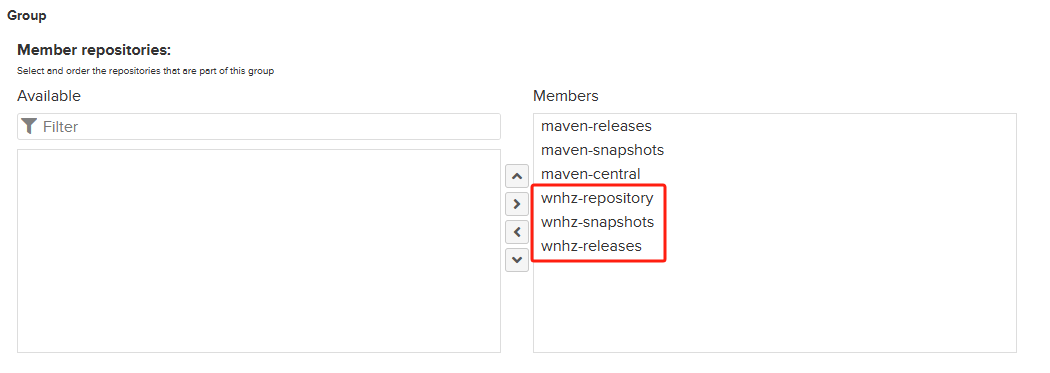 Group
Member repositories:
Select and order the repositories that are part of this group
Available
Filter
Members
maven-releases
maven-snapshots
maven-central
wnhz-repository
wnhz-snapshots
wnhz-releases